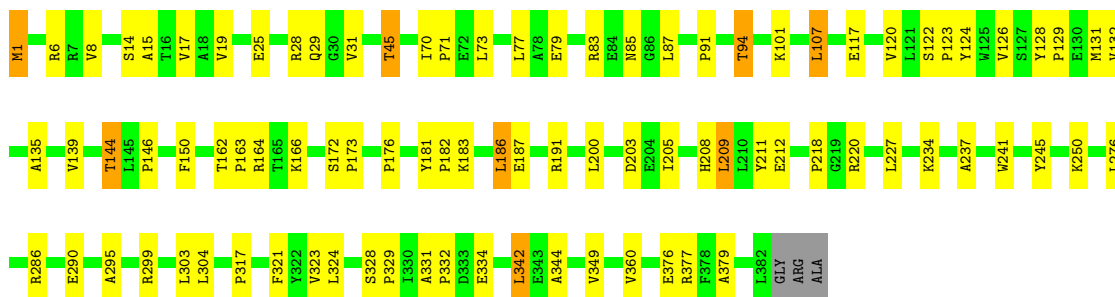 M1 R6 R7 V8 S14 A15 T16 V17 A18 V19 E25 R28 Q29 G30 V31 T45 I70 P71 E72 L73 L77 A78 E79 R83 E84 N85 G86 L87 P91 T94 K101 L107 E117 V120 L121 S122 P123 Y124 W125 V126 S127 Y128 P129 E130 M131
A135 V139 T144 L145 P146 F150 T162 P163 R164 T165 K166 S172 P173 P176 Y181 P182 K183 L186 E187 R191 L200 D203 E204 I205 H208 L209 L210 Y211 E212 P218 G219 R220 L227 K234 A237 W241 Y245 K250
R286 E290 A295 R299 L303 L304 P317 F321 Y322 V323 L324 S328 P329 I330 A331 P332 D333 E334 L342 E343 A344 V349 V360 E376 R377 F378 A379 L382 GLY ARG ALA